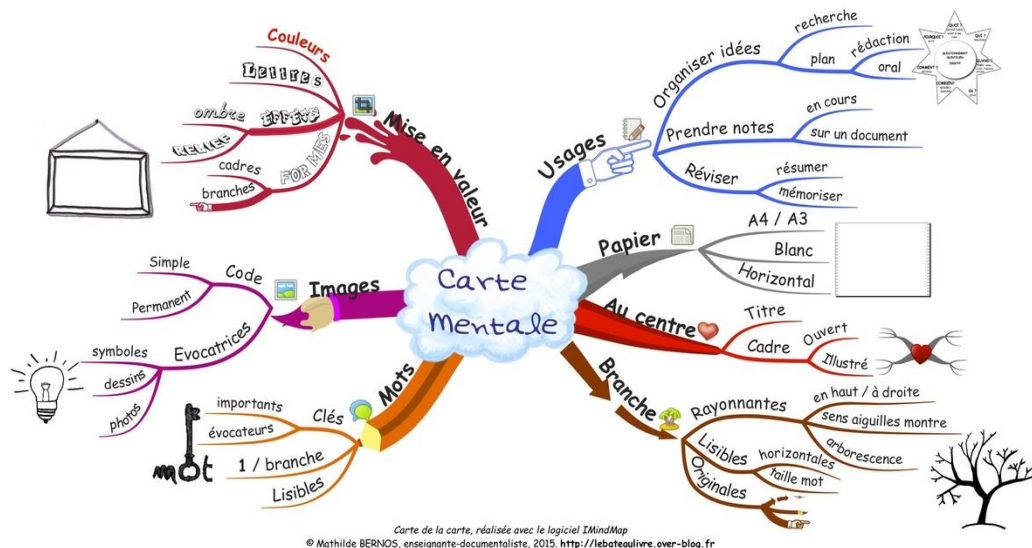 Carte
Mentale
Usages
Organiser idées
recherche
plan
rédaction
oral
Prendre notes
en cours
sur un document
Réviser
résumer
mémoriser
Papier
A4 / A3
Blanc
Horizontal
Au centre
Titre
Cadre
Ouvert
Illustré
Branche
Rayonnantes
en haut / à droite
sens aiguilles montre
arborescence
Lisibles
horizontales
taille mot
Originales
Mots
Clés
importants
évocateurs
1 / branche
Lisibles
mot
Images
Code
Simple
Permanent
Evocatrices
symboles
dessins
photos
Mise en valeur
Couleurs
Lettres
EFFETS
ombre
RELIEF
FORMES
cadres
branches
Carte de la carte, réalisée avec le logiciel IMindMap
© Mathilde BERNOS, enseignante-documentaliste, 2015. http://lebateaulivre.over-blog.fr